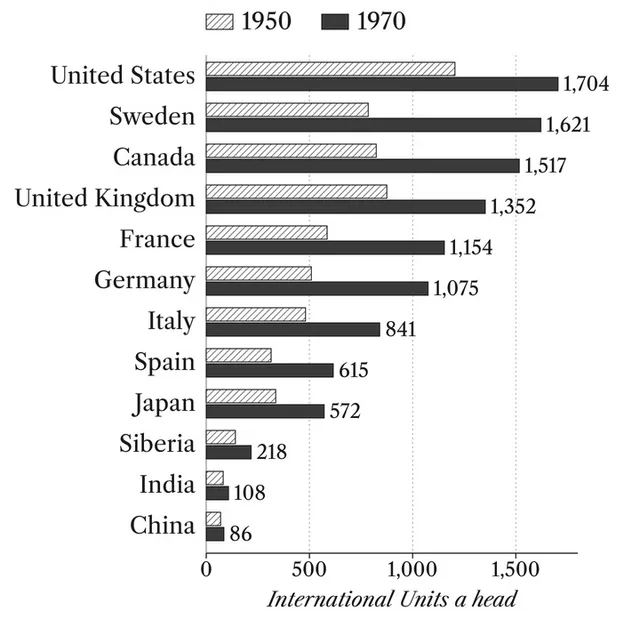 1950 1970
United States 1,704
Sweden 1,621
Canada 1,517
United Kingdom 1,352
France 1,154
Germany 1,075
Italy 841
Spain 615
Japan 572
Siberia 218
India 108
China 86
0 500 1,000 1,500
International Units a head